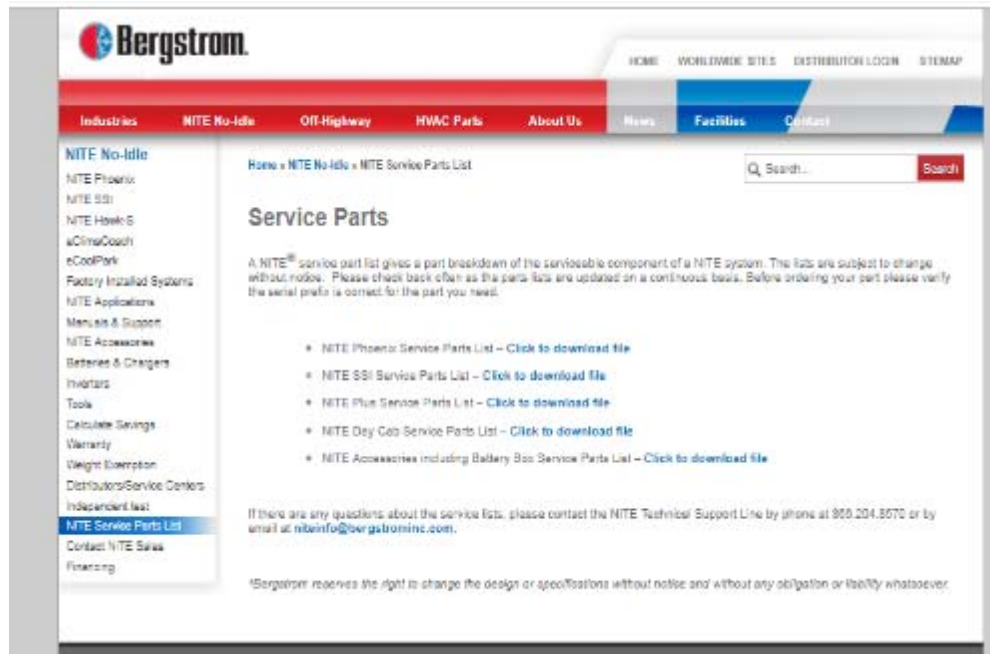 Bergstrom.
HOME WORLDWIDE SITES DISTRIBUTOR LOGIN SITEMAP
Industries NITE No-Idle Off-Highway HVAC Parts About Us News Facilities Contact
NITE No-Idle
NITE Phoenix
NITE SSI
NITE Hawk-S
eClimaCoach
eCoolPark
Factory Installed Systems
NITE Applications
Manuals & Support
NITE Accessories
Batteries & Chargers
Inverters
Tools
Calculate Savings
Warranty
Weight Exemption
Distributors/Service Centers
Independent test
NITE Service Parts List
Contact NITE Sales
Financing
Home » NITE No-Idle » NITE Service Parts List
Search... Search
Service Parts
A NITE® service part list gives a part breakdown of the serviceable component of a NITE system. The lists are subject to change
without notice. Please check back often as the parts lists are updated on a continuous basis. Before ordering your part please verify
the serial prefix is correct for the part you need.
• NITE Phoenix Service Parts List – Click to download file
• NITE SSI Service Parts List – Click to download file
• NITE Plus Service Parts List – Click to download file
• NITE Day Cab Service Parts List – Click to download file
• NITE Accessories including Battery Box Service Parts List – Click to download file
If there are any questions about the service lists, please contact the NITE Technical Support Line by phone at 866.204.8570 or by
email at niteinfo@bergstrominc.com.
*Bergstrom reserves the right to change the design or specifications without notice and without any obligation or liability whatsoever.